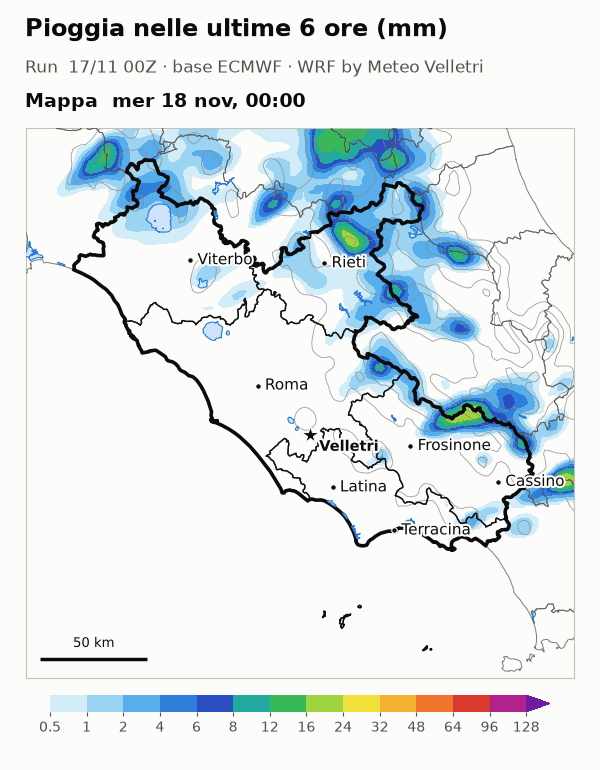 Pioggia nelle ultime 6 ore (mm)
Run  17/11 00Z · base ECMWF · WRF by Meteo Velletri
Mappa  mer 18 nov, 00:00
Viterbo
Rieti
Roma
Velletri
Frosinone
Latina
Cassino
Terracina
50 km
0.5 1 2 4 6 8 12 16 24 32 48 64 96 128